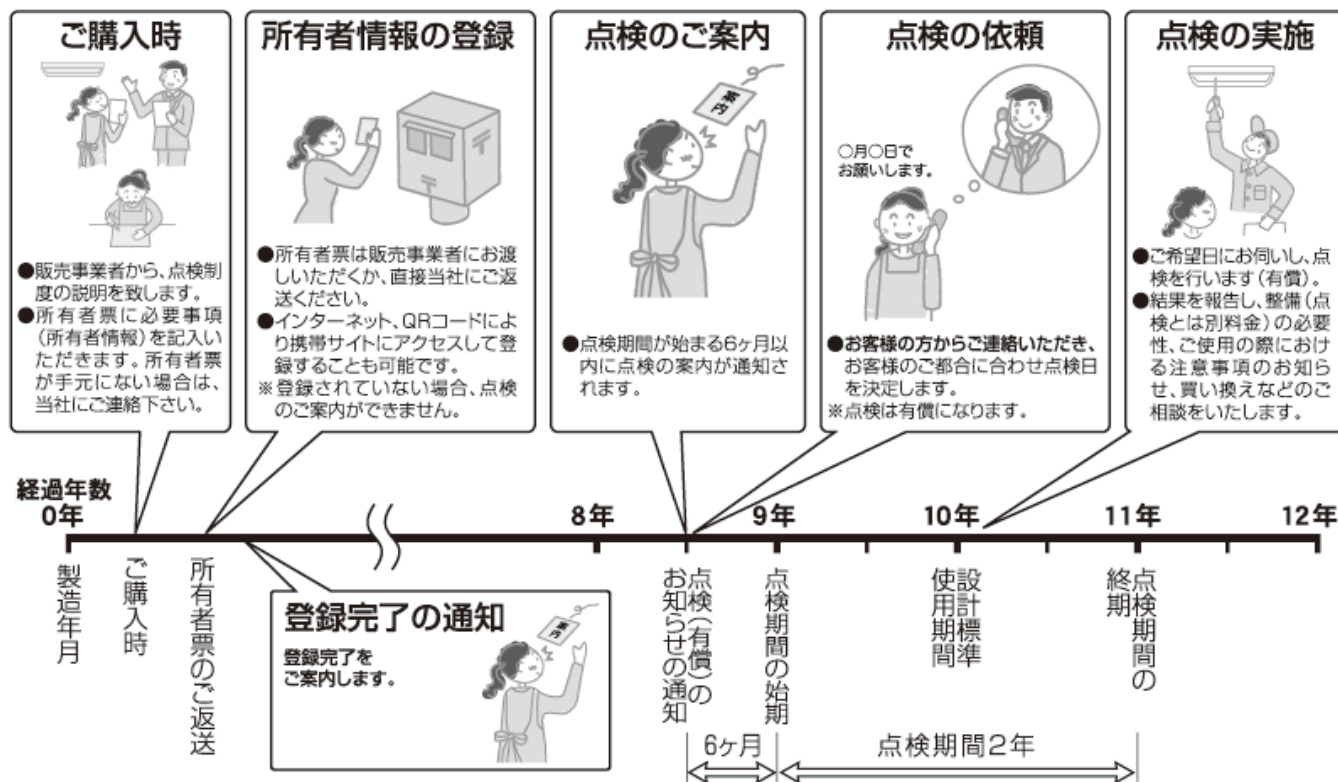 ご購入時
●販売事業者から、点検制
度の説明を致します。
●所有者票に必要事項
(所有者情報)を記入い
ただきます。所有者票
が手元にない場合は、
当社にご連絡下さい。
所有者情報の登録
●所有者票は販売事業者にお渡
しいただくか、直接当社にご返
送ください。
●インターネット、QRコードによ
り携帯サイトにアクセスして登
録することも可能です。
※登録されていない場合、点検
のご案内ができません。
点検のご案内
案内
●点検期間が始まる6ヶ月以
内に点検の案内が通知さ
れます。
点検の依頼
○月○日で
お願いします。
●お客様の方からご連絡いただき、
お客様のご都合に合わせ点検日
を決定します。
※点検は有償になります。
点検の実施
●ご希望日にお伺いし、点
検を行います(有償)。
●結果を報告し、整備(点
検とは別料金)の必要
性、ご使用の際におけ
る注意事項のお知ら
せ、買い換えなどのご
相談をいたします。
経過年数
0年
8年
9年
10年
11年
12年
製造年月
ご購入時
所有者票のご返送
登録完了の通知
登録完了を
ご案内します。
案内
点検(有償)の
お知らせの通知
点検期間の始期
設計標準
使用期間
点検期間の
終期
6ヶ月
点検期間2年